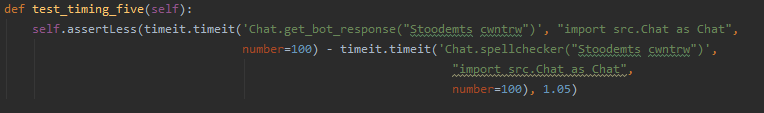 def test_timing_five(self):
self.assertLess(timeit.timeit('Chat.get_bot_response("Stoodemts cwntrw")', "import src.Chat as Chat",
number=100) - timeit.timeit('Chat.spellchecker("Stoodemts cwntrw")',
"import src.Chat as Chat",
number=100), 1.05)